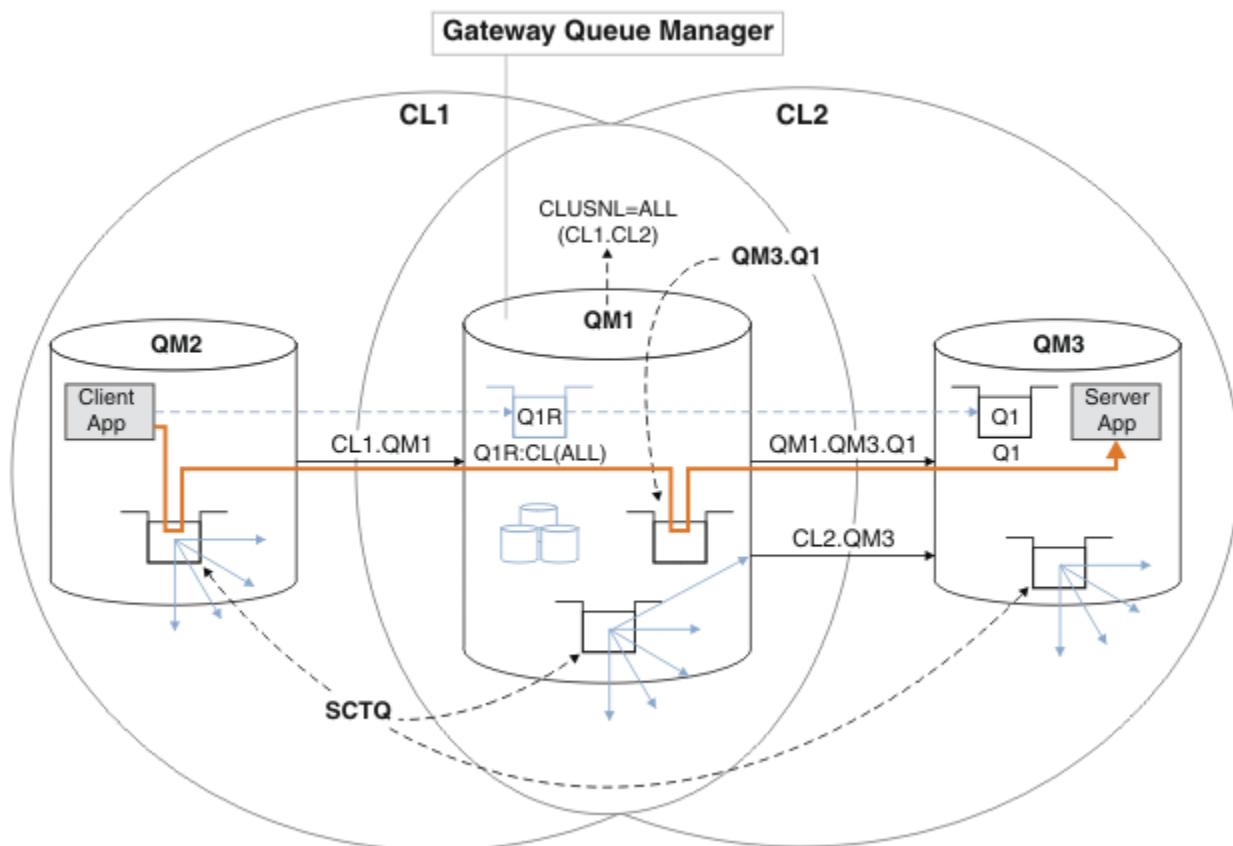 Gateway Queue Manager
CL1
CL2
CLUSNL=ALL
(CL1.CL2)
QM3.Q1
QM2
QM1
QM3
Client
App
Q1R
Q1
Server
App
CL1.QM1
Q1R:CL(ALL)
QM1.QM3.Q1
Q1
CL2.QM3
SCTQ